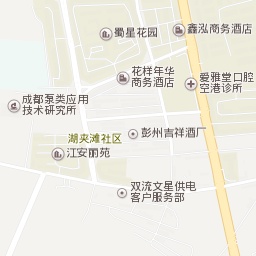 蜀星花园
鑫泓商务酒店
花样年华
商务酒店
爱雅堂口腔
空港诊所
成都泵类应用
技术研究所
湖夹滩社区
彭州吉祥酒厂
江安丽苑
双流文星供电
客户服务部